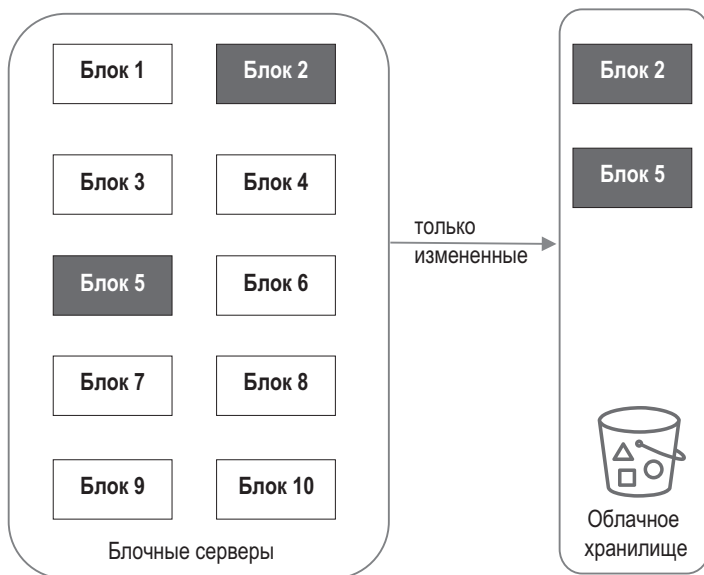 Блок 1
Блок 2
Блок 3
Блок 4
Блок 5
Блок 6
Блок 7
Блок 8
Блок 9
Блок 10
Блочные серверы
только
измененные
Блок 2
Блок 5
Облачное
хранилище